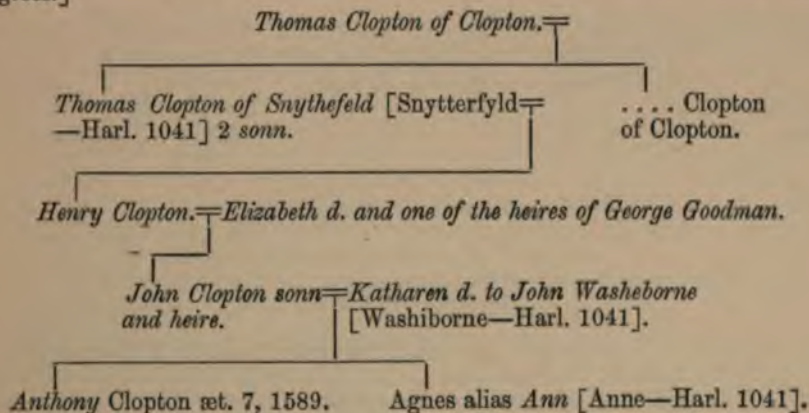 Thomas Clopton of Clopton.
Thomas Clopton of Snythefeld [Snytterfyld
—Harl. 1041] 2 sonn.
.... Clopton
of Clopton.
Henry Clopton. Elizabeth d. and one of the heires of George Goodman.
John Clopton sonn
and heire.
Katharen d. to John Washeborne
[Washiborne—Harl. 1041].
Anthony Clopton æt. 7, 1589. Agnes alias Ann [Anne—Harl. 1041].